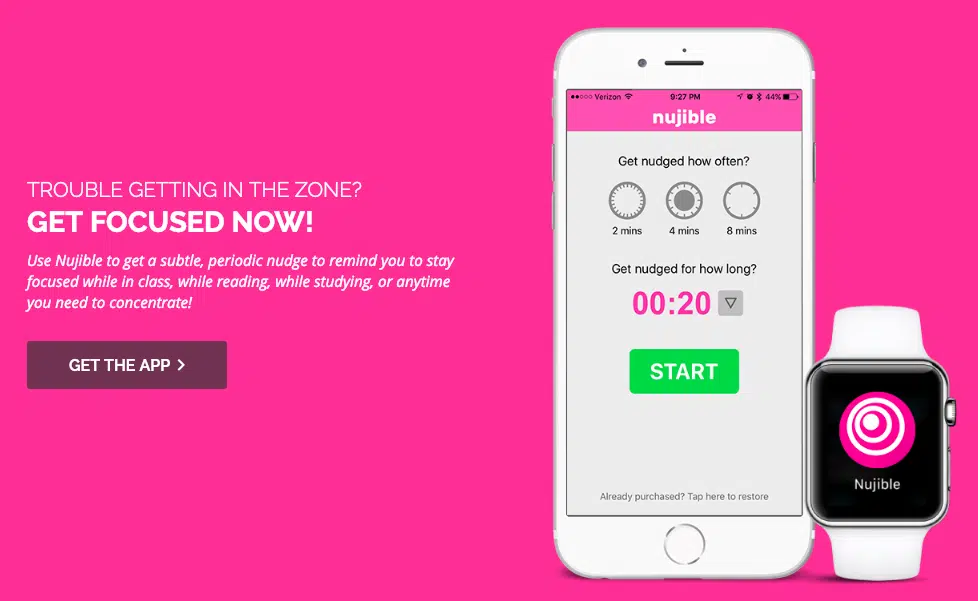 TROUBLE GETTING IN THE ZONE?
GET FOCUSED NOW!
Use Nujible to get a subtle, periodic nudge to remind you to stay
focused while in class, while reading, while studying, or anytime
you need to concentrate!
GET THE APP >
Verizon 9:27 PM 44%
nujible
Get nudged how often?
2 mins 4 mins 8 mins
Get nudged for how long?
00:20
START
Already purchased? Tap here to restore
Nujible